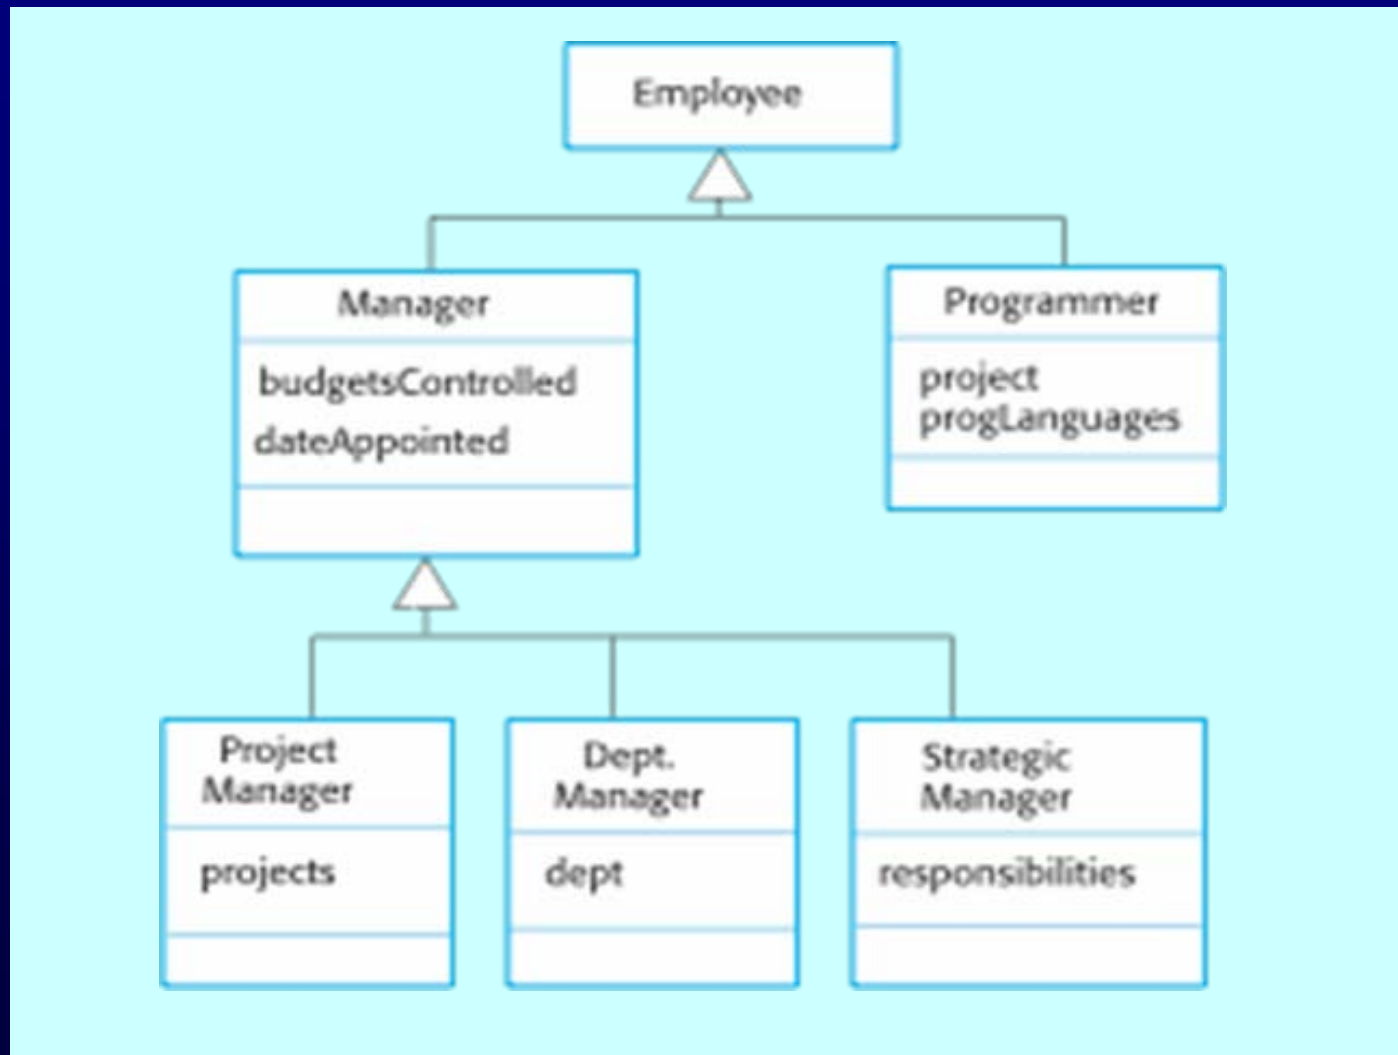 Employee
Manager
budgetsControlled
dateAppointed
Programmer
project
progLanguages
Project
Manager
projects
Dept.
Manager
dept
Strategic
Manager
responsibilities